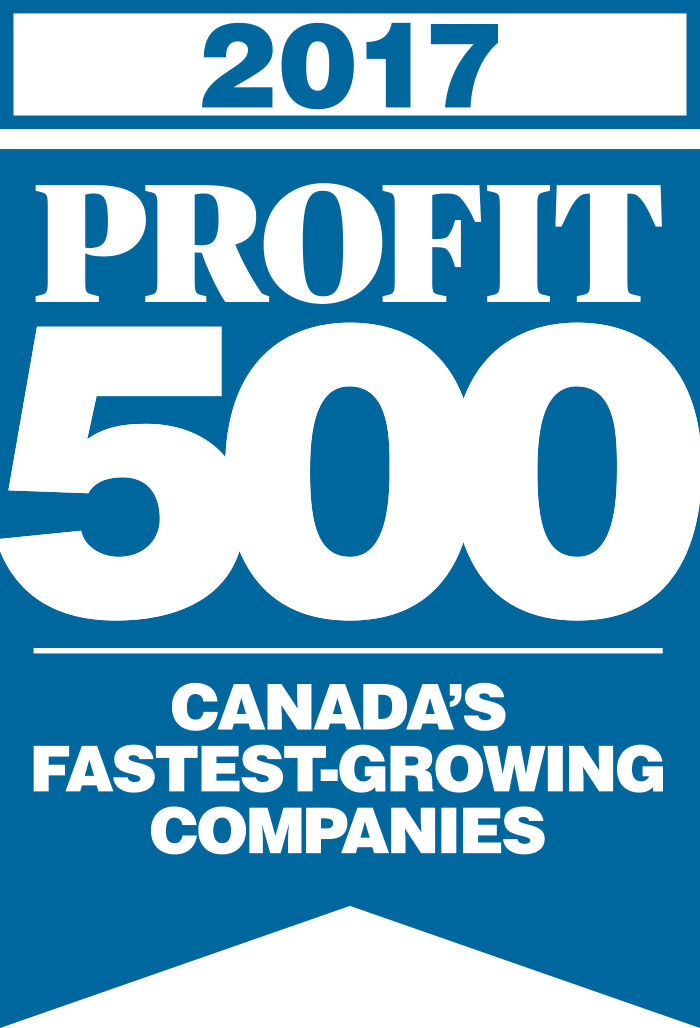 2017
PROFIT
500
CANADA’S
FASTEST-GROWING
COMPANIES